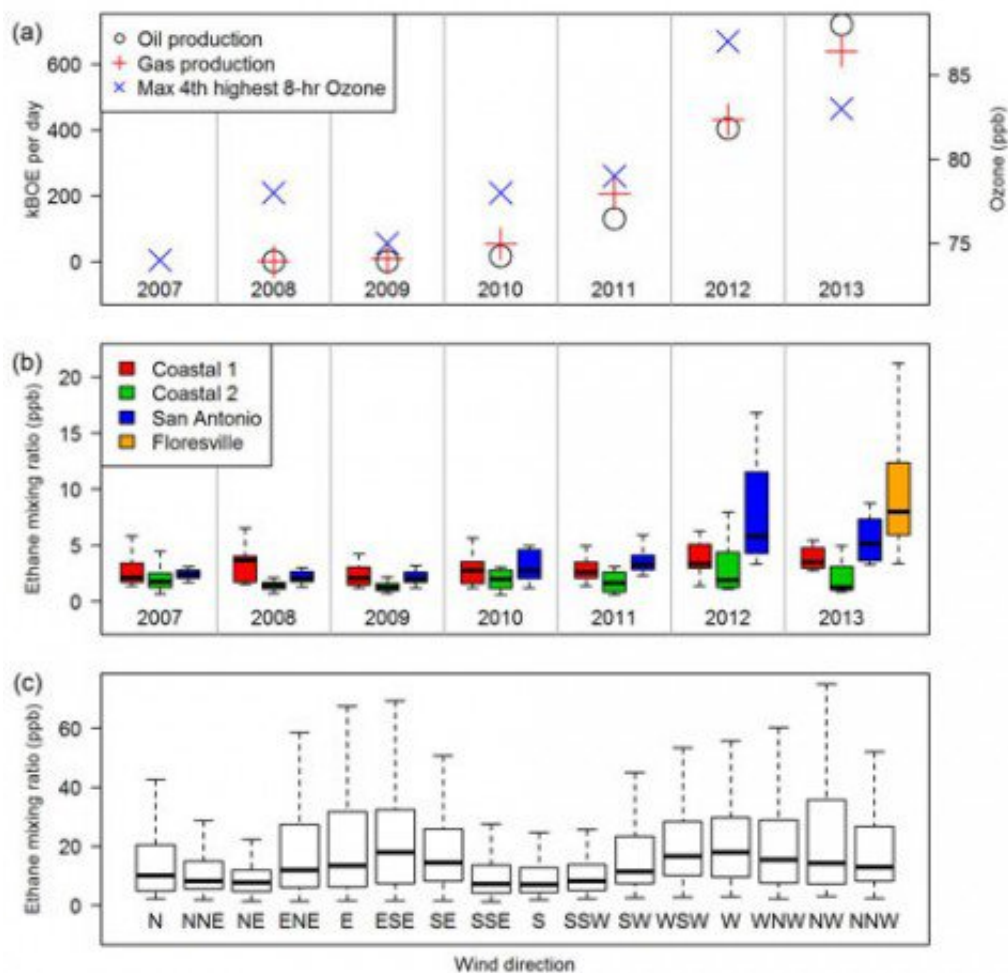 (a)
Oil production
Gas production
Max 4th highest 8-hr Ozone
kBOE per day
600
400
200
0
85
80
75
Ozone (ppb)
2007 2008 2009 2010 2011 2012 2013
(b)
Coastal 1
Coastal 2
San Antonio
Floresville
Ethane mixing ratio (ppb)
20
15
10
5
0
2007 2008 2009 2010 2011 2012 2013
(c)
Ethane mixing ratio (ppb)
60
40
20
0
N NNE NE ENE E ESE SE SSE S SSW SW WSW W WNW NW NNW
Wind direction